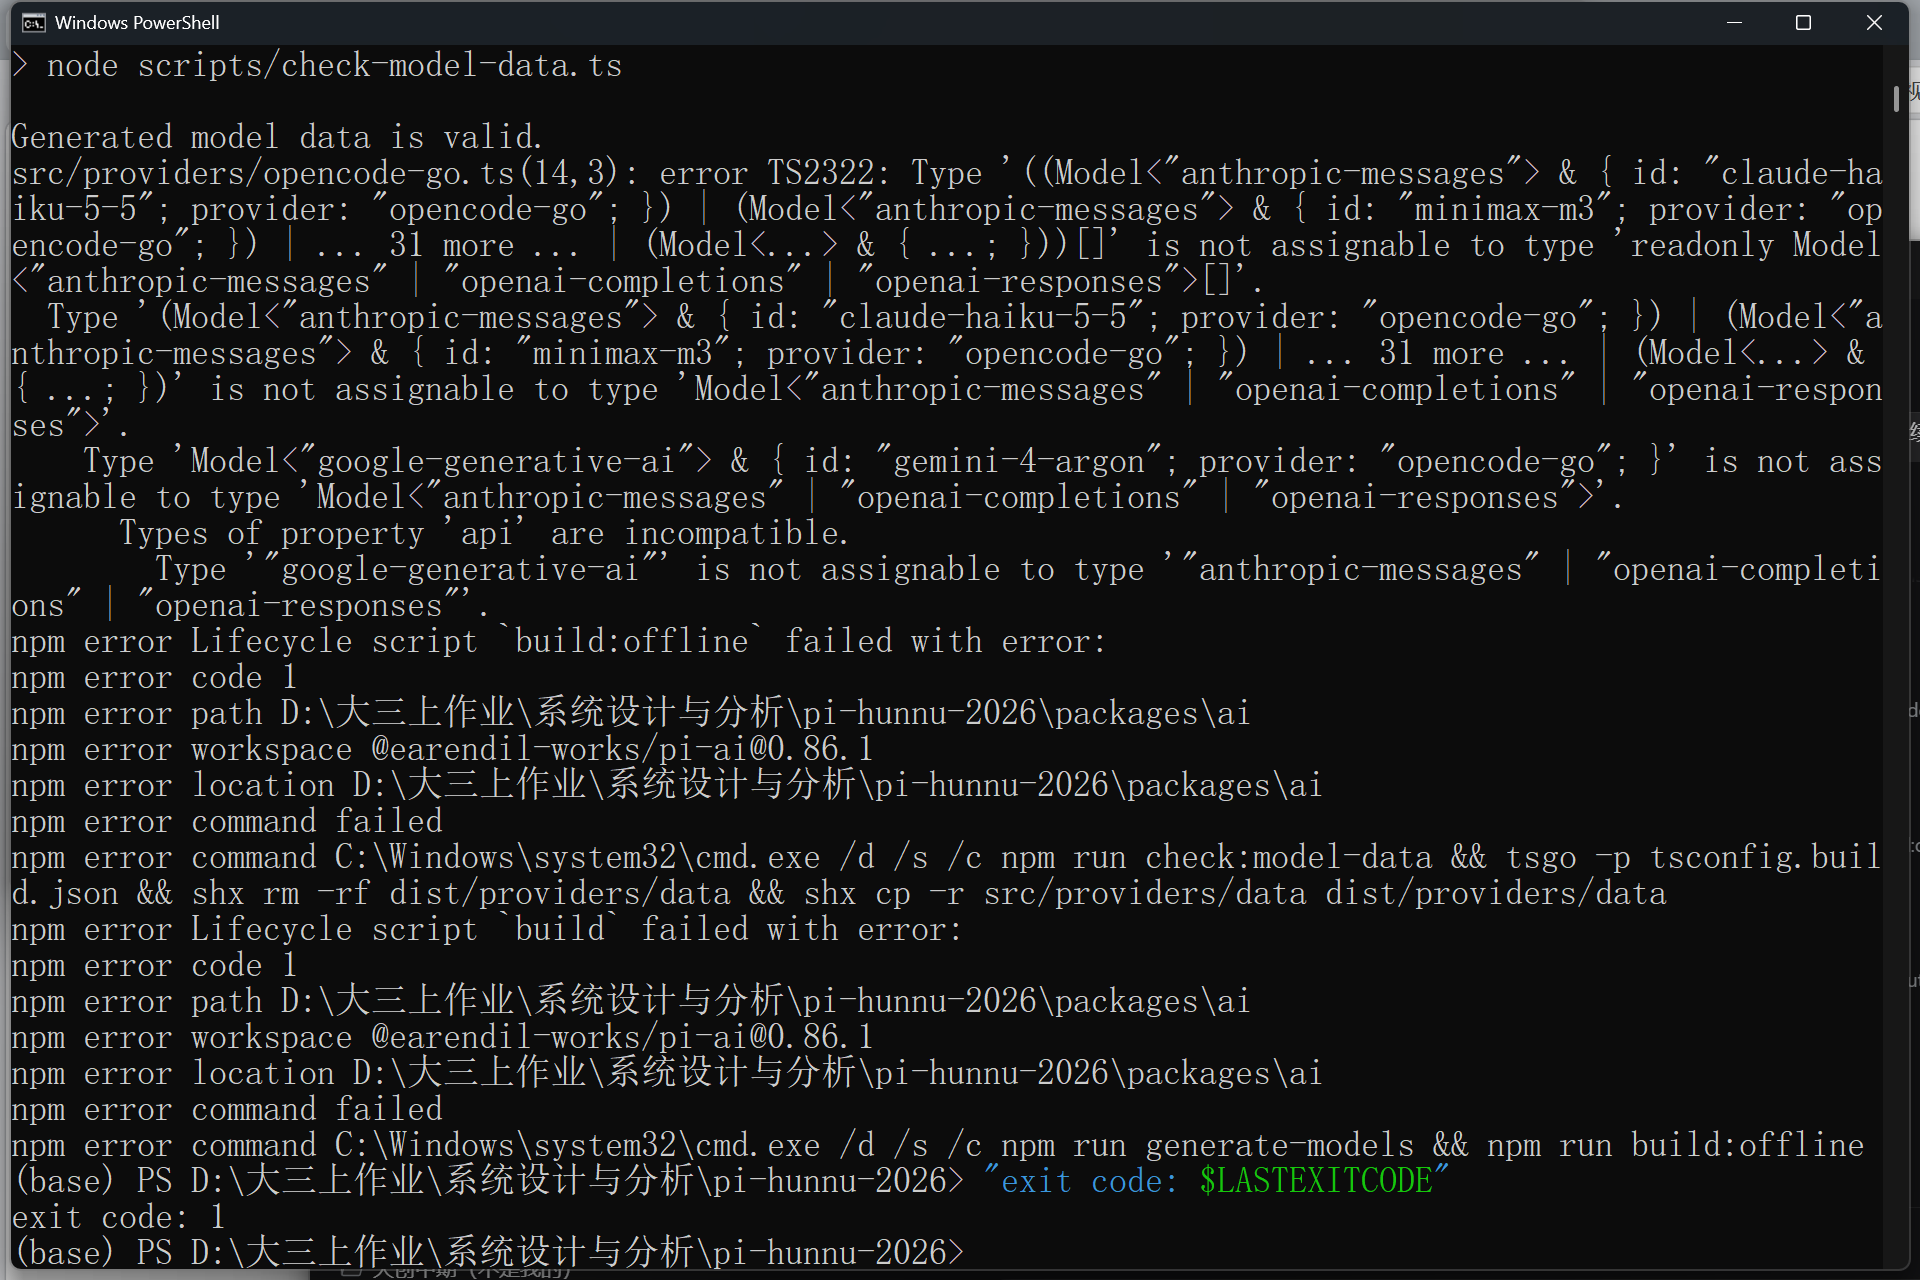 Windows PowerShell
> node scripts/check-model-data.ts
Generated model data is valid.
src/providers/opencode-go.ts(14,3): error TS2322: Type '((Model<"anthropic-messages"> & { id: "claude-ha
iku-5-5"; provider: "opencode-go"; }) | (Model<"anthropic-messages"> & { id: "minimax-m3"; provider: "op
encode-go"; }) | ... 31 more ... | (Model<...> & { ...; }))[]' is not assignable to type 'readonly Model
<"anthropic-messages" | "openai-completions" | "openai-responses">[]'.
Type '(Model<"anthropic-messages"> & { id: "claude-haiku-5-5"; provider: "opencode-go"; }) | (Model<"a
nthropic-messages"> & { id: "minimax-m3"; provider: "opencode-go"; }) | ... 31 more ... | (Model<...> &
{ ...; })' is not assignable to type 'Model<"anthropic-messages" | "openai-completions" | "openai-respon
ses">'.
Type 'Model<"google-generative-ai"> & { id: "gemini-4-argon"; provider: "opencode-go"; }' is not ass
ignable to type 'Model<"anthropic-messages" | "openai-completions" | "openai-responses">'.
Types of property 'api' are incompatible.
Type '"google-generative-ai"' is not assignable to type '"anthropic-messages" | "openai-completi
ons" | "openai-responses"'.
npm error Lifecycle script `build:offline` failed with error:
npm error code 1
npm error path D:\大三上作业\系统设计与分析\pi-hunnu-2026\packages\ai
npm error workspace @earendil-works/pi-ai@0.86.1
npm error location D:\大三上作业\系统设计与分析\pi-hunnu-2026\packages\ai
npm error command failed
npm error command C:\Windows\system32\cmd.exe /d /s /c npm run check:model-data && tsgo -p tsconfig.buil
d.json && shx rm -rf dist/providers/data && shx cp -r src/providers/data dist/providers/data
npm error Lifecycle script `build` failed with error:
npm error code 1
npm error path D:\大三上作业\系统设计与分析\pi-hunnu-2026\packages\ai
npm error workspace @earendil-works/pi-ai@0.86.1
npm error location D:\大三上作业\系统设计与分析\pi-hunnu-2026\packages\ai
npm error command failed
npm error command C:\Windows\system32\cmd.exe /d /s /c npm run generate-models && npm run build:offline
(base) PS D:\大三上作业\系统设计与分析\pi-hunnu-2026> "exit code: $LASTEXITCODE"
exit code: 1
(base) PS D:\大三上作业\系统设计与分析\pi-hunnu-2026>